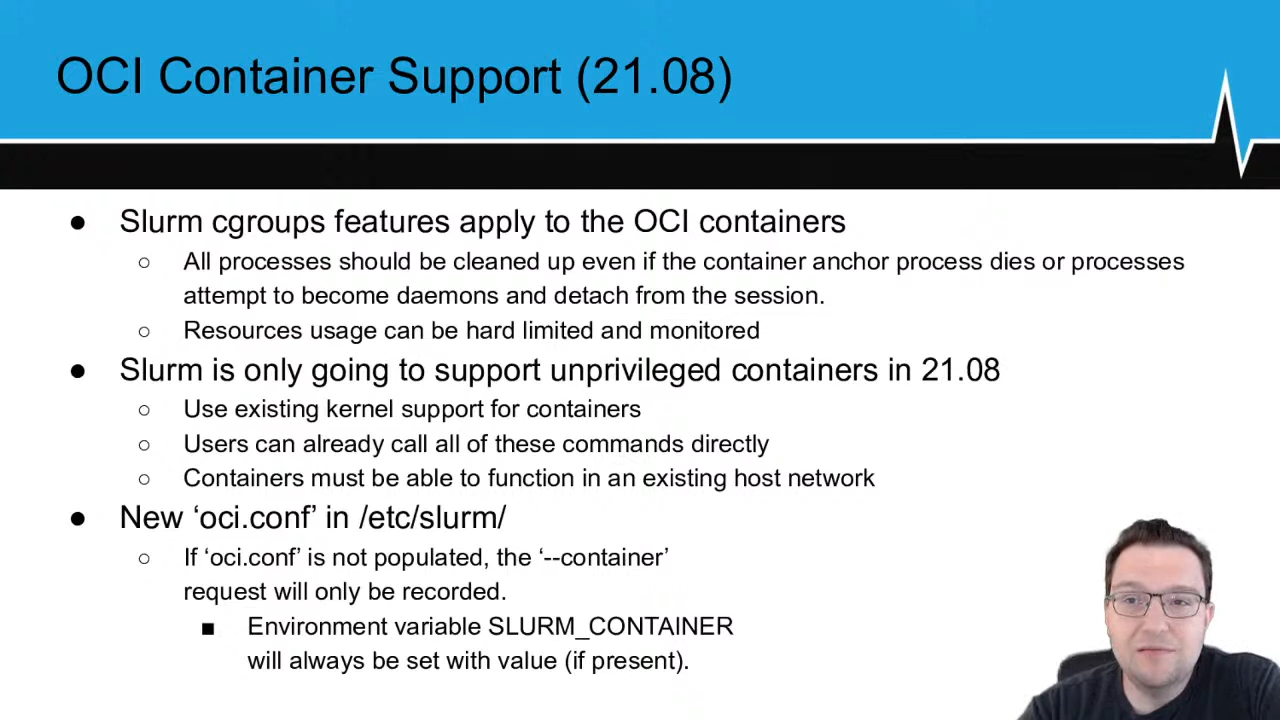 OCI Container Support (21.08)
● Slurm cgroups features apply to the OCI containers
○ All processes should be cleaned up even if the container anchor process dies or processes
attempt to become daemons and detach from the session.
○ Resources usage can be hard limited and monitored
● Slurm is only going to support unprivileged containers in 21.08
○ Use existing kernel support for containers
○ Users can already call all of these commands directly
○ Containers must be able to function in an existing host network
● New ‘oci.conf’ in /etc/slurm/
○ If ‘oci.conf’ is not populated, the ‘--container’
request will only be recorded.
■ Environment variable SLURM_CONTAINER
will always be set with value (if present).